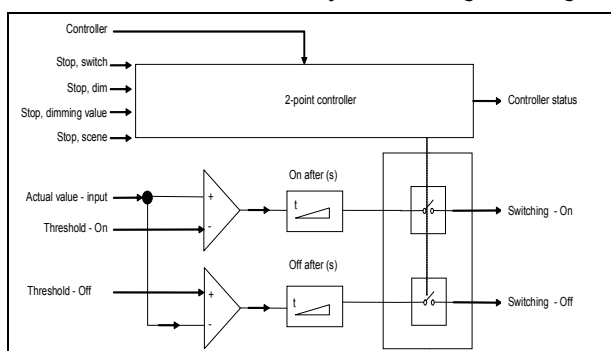 Controller
Stop, switch
Stop, dim
2-point controller
Controller status
Stop, dimming value
Stop, scene
On after (s)
Actual value - input
+
t
Switching - On
Threshold - On
-
Off after (s)
Threshold - Off
+
t
Switching - Off
-